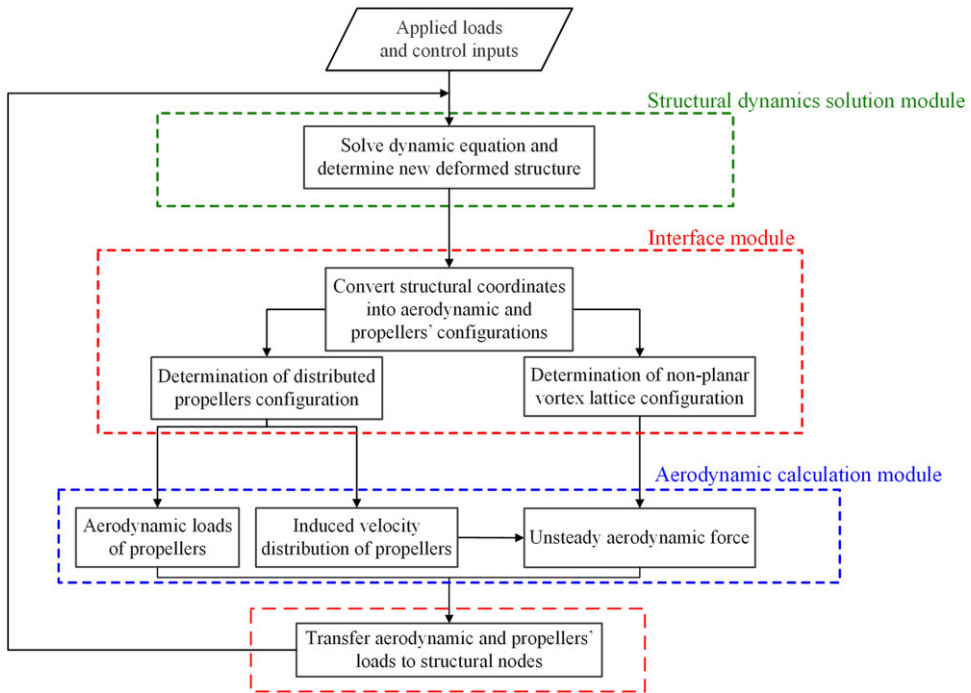 Applied loads
and control inputs
Structural dynamics solution module
Solve dynamic equation and
determine new deformed structure
Interface module
Convert structural coordinates
into aerodynamic and
propellers’ configurations
Determination of distributed
propellers configuration
Determination of non-planar
vortex lattice configuration
Aerodynamic calculation module
Aerodynamic loads
of propellers
Induced velocity
distribution of propellers
Unsteady aerodynamic force
Transfer aerodynamic and propellers’
loads to structural nodes